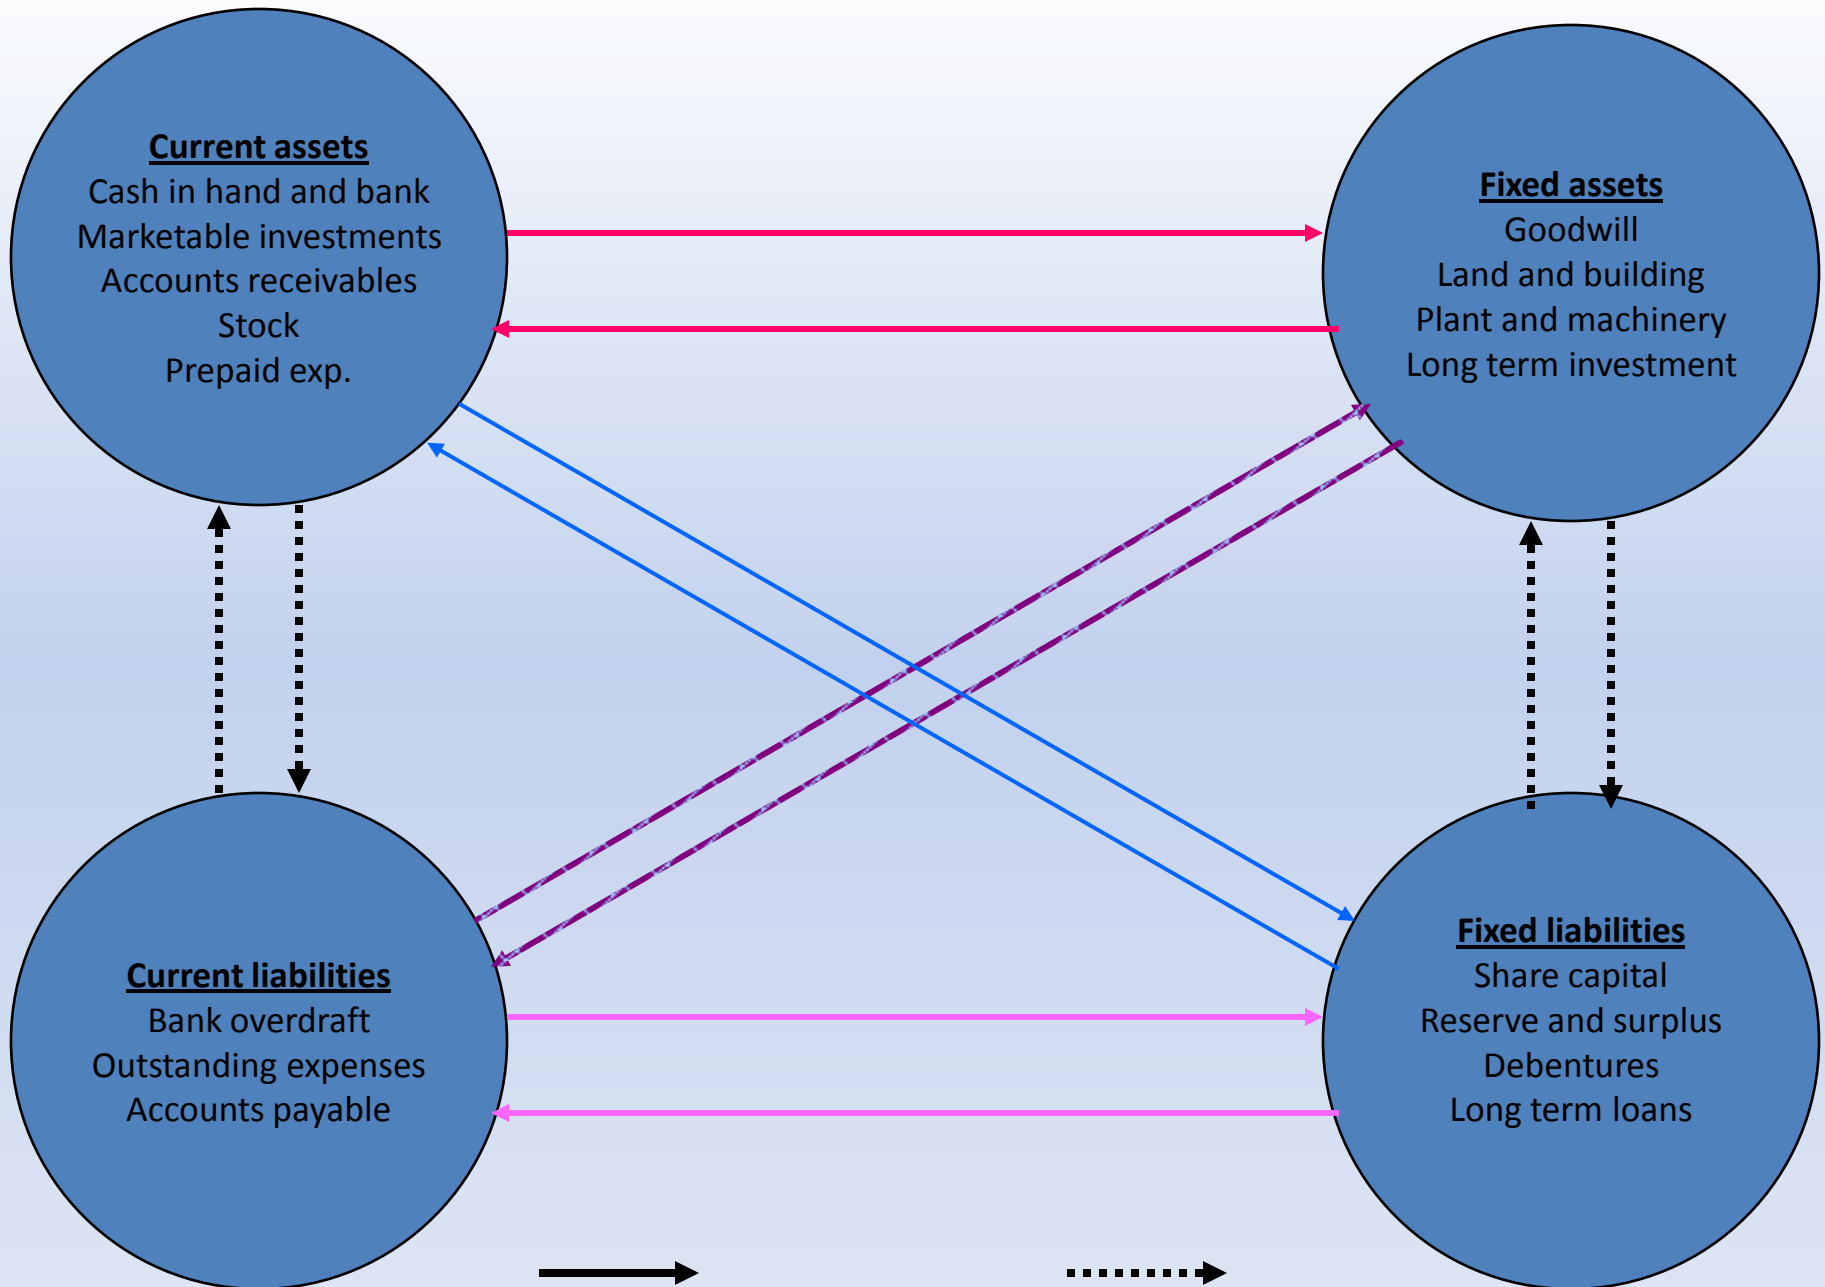 Current assets
Cash in hand and bank
Marketable investments
Accounts receivables
Stock
Prepaid exp.
Fixed assets
Goodwill
Land and building
Plant and machinery
Long term investment
Current liabilities
Bank overdraft
Outstanding expenses
Accounts payable
Fixed liabilities
Share capital
Reserve and surplus
Debentures
Long term loans